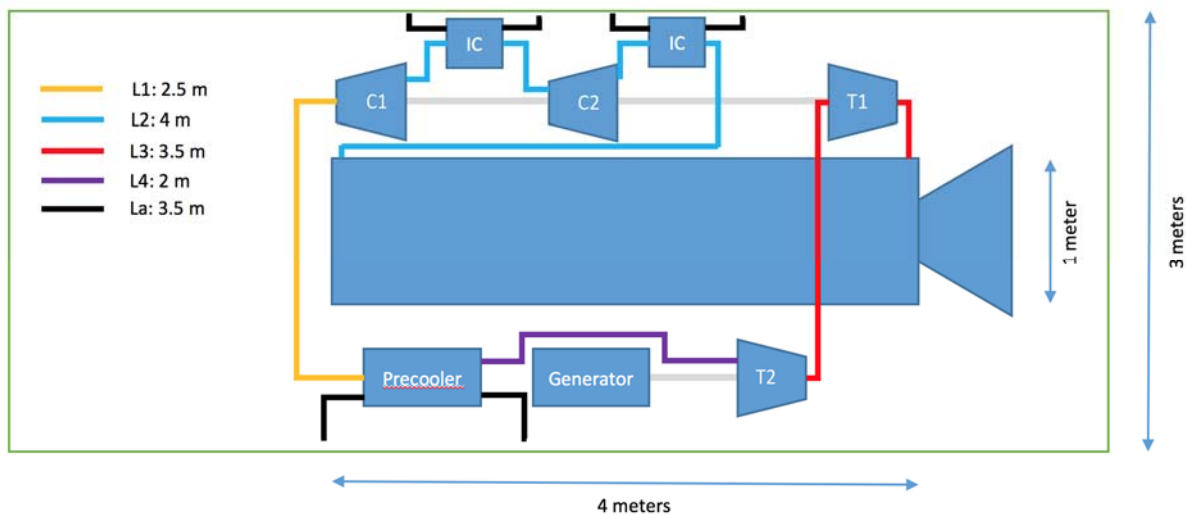 IC
IC
L1: 2.5 m
L2: 4 m
L3: 3.5 m
L4: 2 m
La: 3.5 m
C1
C2
T1
1 meter
3 meters
Precooler
Generator
T2
4 meters